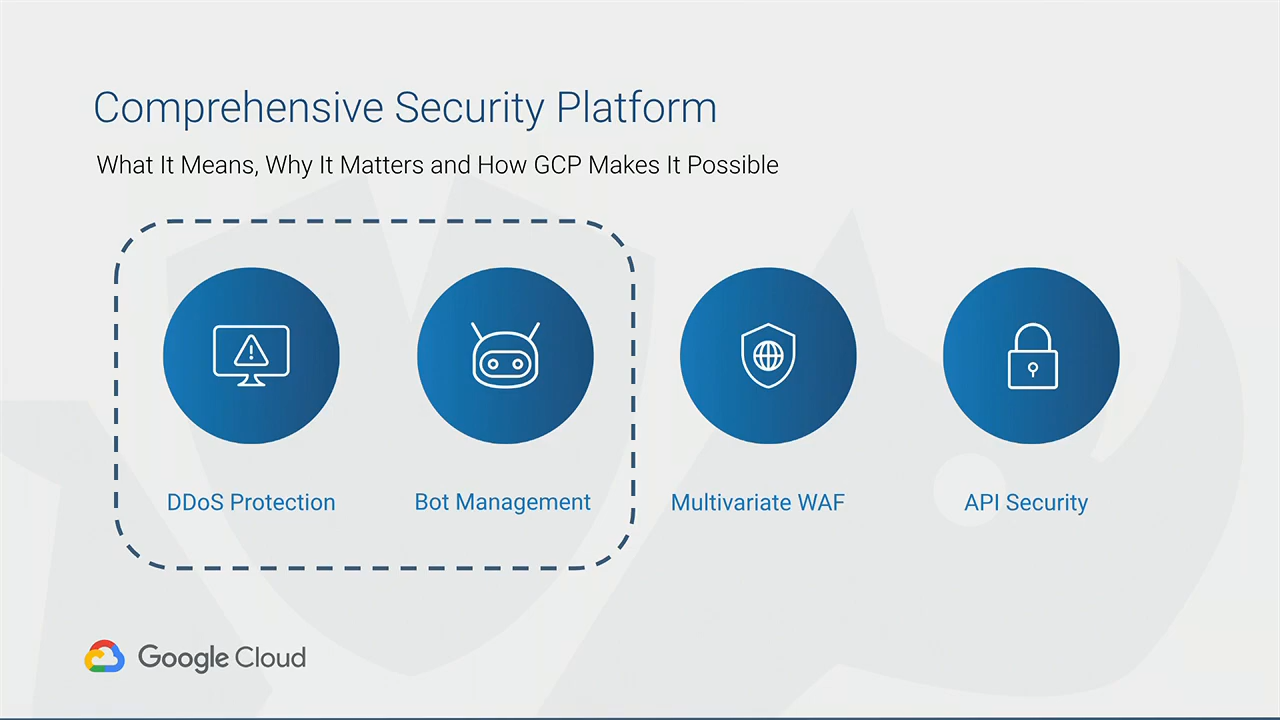 Comprehensive Security Platform
What It Means, Why It Matters and How GCP Makes It Possible
DDoS Protection
Bot Management
Multivariate WAF
API Security
Google Cloud